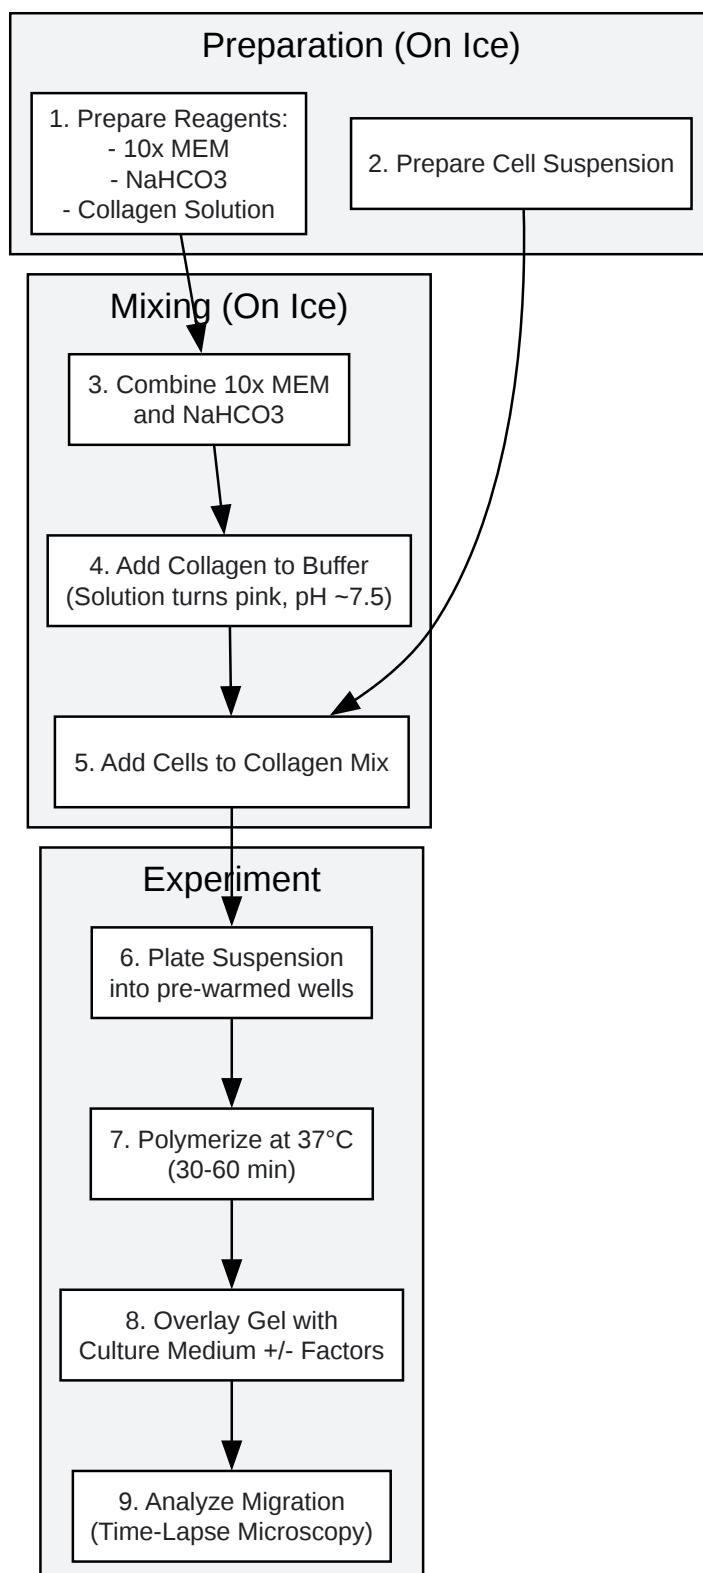 Preparation (On Ice)
1. Prepare Reagents:
- 10x MEM
- NaHCO3
- Collagen Solution
2. Prepare Cell Suspension
Mixing (On Ice)
3. Combine 10x MEM
and NaHCO3
4. Add Collagen to Buffer
(Solution turns pink, pH ~7.5)
5. Add Cells to Collagen Mix
Experiment
6. Plate Suspension
into pre-warmed wells
7. Polymerize at 37°C
(30-60 min)
8. Overlay Gel with
Culture Medium +/- Factors
9. Analyze Migration
(Time-Lapse Microscopy)